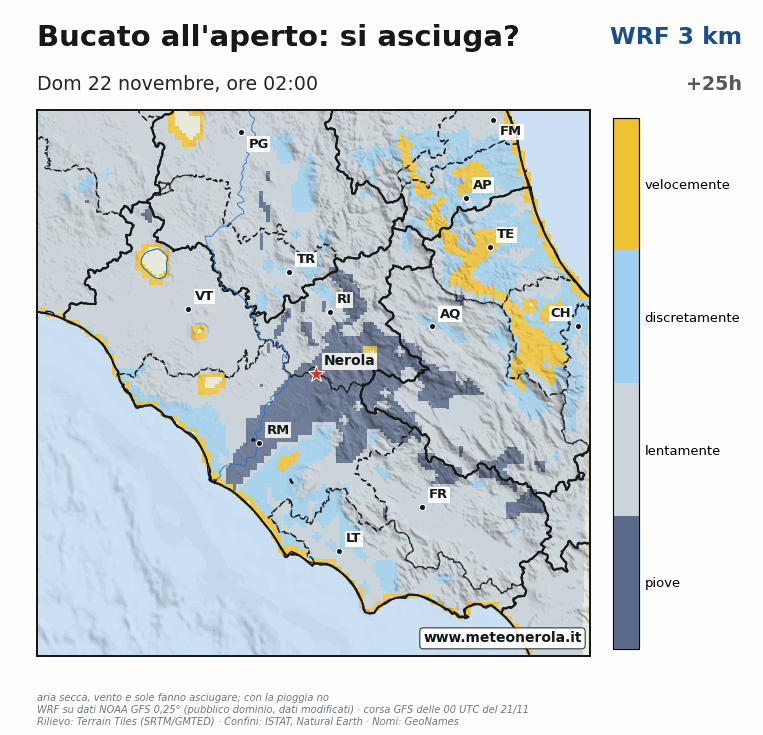 Bucato all'aperto: si asciuga?
WRF 3 km
Dom 22 novembre, ore 02:00
+25h
FM
PG
AP
TE
TR
VT
RI
AQ
CH
Nerola
RM
FR
LT
www.meteonerola.it
velocemente
discretamente
lentamente
piove
aria secca, vento e sole fanno asciugare; con la pioggia no
WRF su dati NOAA GFS 0,25° (pubblico dominio, dati modificati) · corsa GFS delle 00 UTC del 21/11
Rilievo: Terrain Tiles (SRTM/GMTED) · Confini: ISTAT, Natural Earth · Nomi: GeoNames